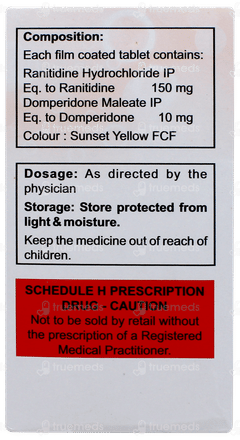 Composition:
Each film coated tablet contains:
Ranitidine Hydrochloride IP
Eq. to Ranitidine 150 mg
Domperidone Maleate IP
Eq. to Domperidone 10 mg
Colour : Sunset Yellow FCF
Dosage: As directed by the
physician
Storage: Store protected from
light & moisture.
Keep the medicine out of reach of
children.
SCHEDULE H PRESCRIPTION
DRUG - CAUTION
Not to be sold by retail without
the prescription of a Registered
Medical Practitioner.
truemeds